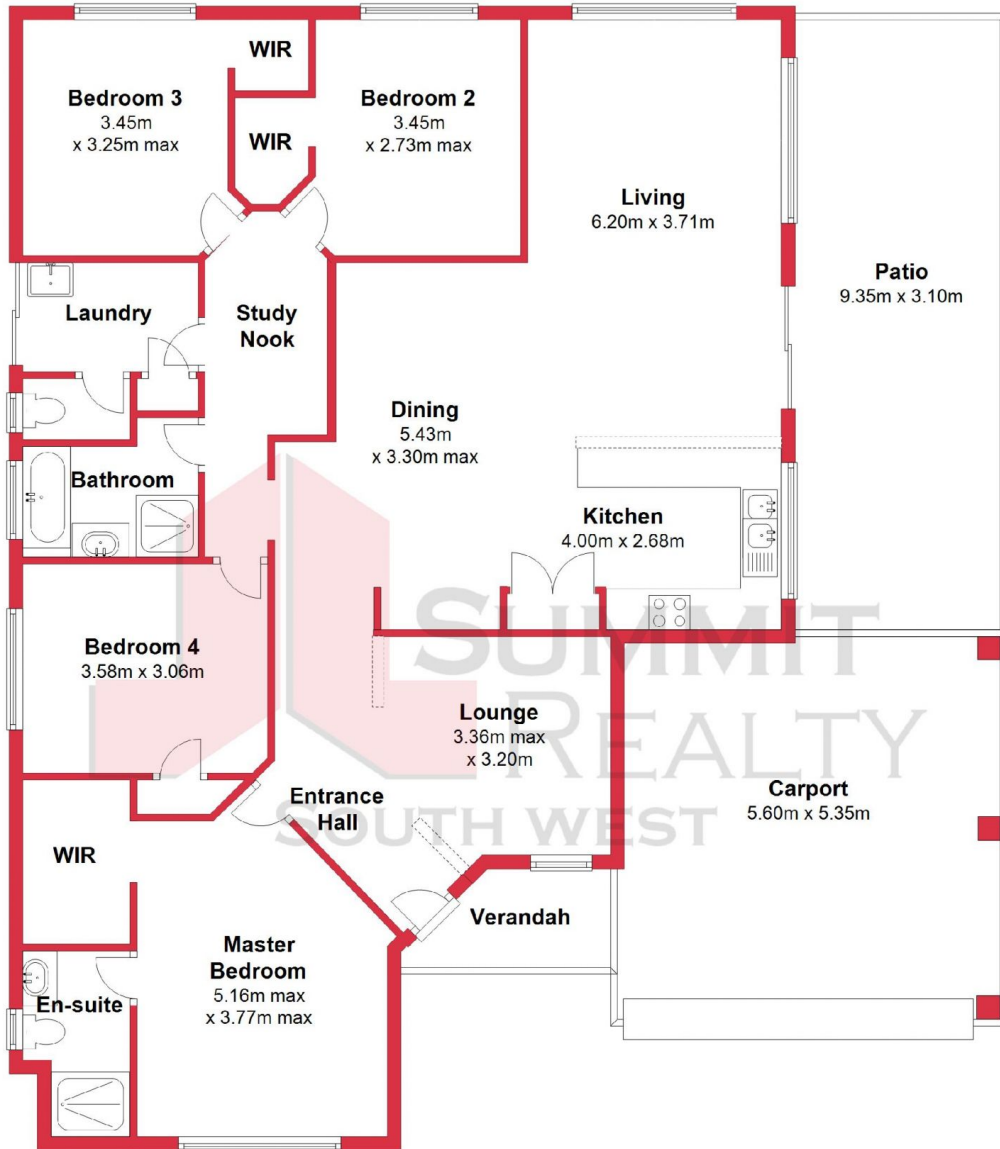 WIR
Bedroom 3
3.45m
x 3.25m max
Bedroom 2
3.45m
x 2.73m max
WIR
Living
6.20m x 3.71m
Patio
9.35m x 3.10m
Laundry
Study
Nook
Dining
5.43m
x 3.30m max
Bathroom
Kitchen
4.00m x 2.68m
Bedroom 4
3.58m x 3.06m
SUMMIT
REALTY
SOUTH WEST
Lounge
3.36m max
x 3.20m
Entrance
Hall
Carport
5.60m x 5.35m
WIR
Verandah
Master
Bedroom
5.16m max
x 3.77m max
En-suite